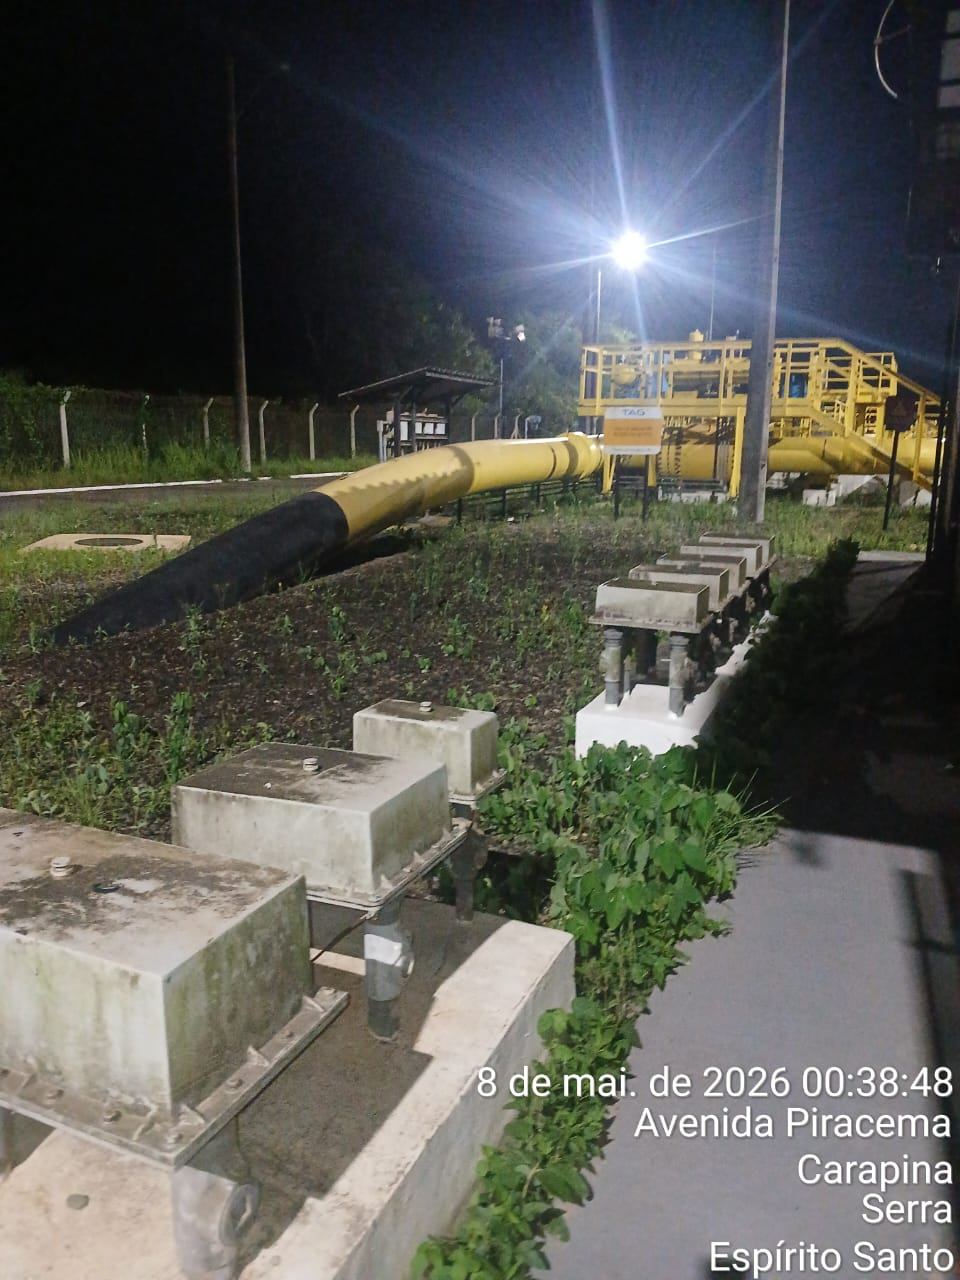 TAG
8 de mai. de 2026 00:38:48
Avenida Piracema
Carapina
Serra
Espírito Santo